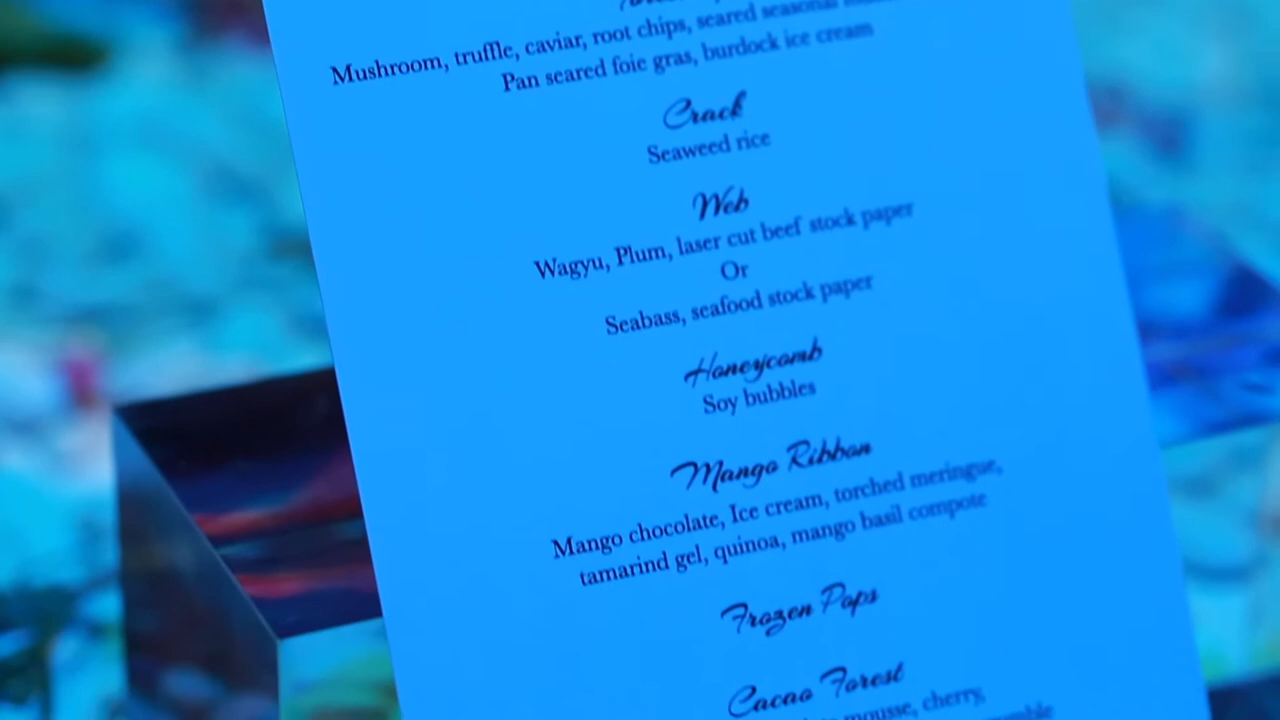 Mushroom, truffle, caviar, root chips, seared seasonal
Pan seared foie gras, burdock ice cream
Crack
Seaweed rice
Web
Wagyu, Plum, laser cut beef stock paper
Or
Seabass, seafood stock paper
Honeycomb
Soy bubbles
Mango Ribbon
Mango chocolate, Ice cream, torched meringue,
tamarind gel, quinoa, mango basil compote
Frozen Pops
Cacao Forest
mousse, cherry,